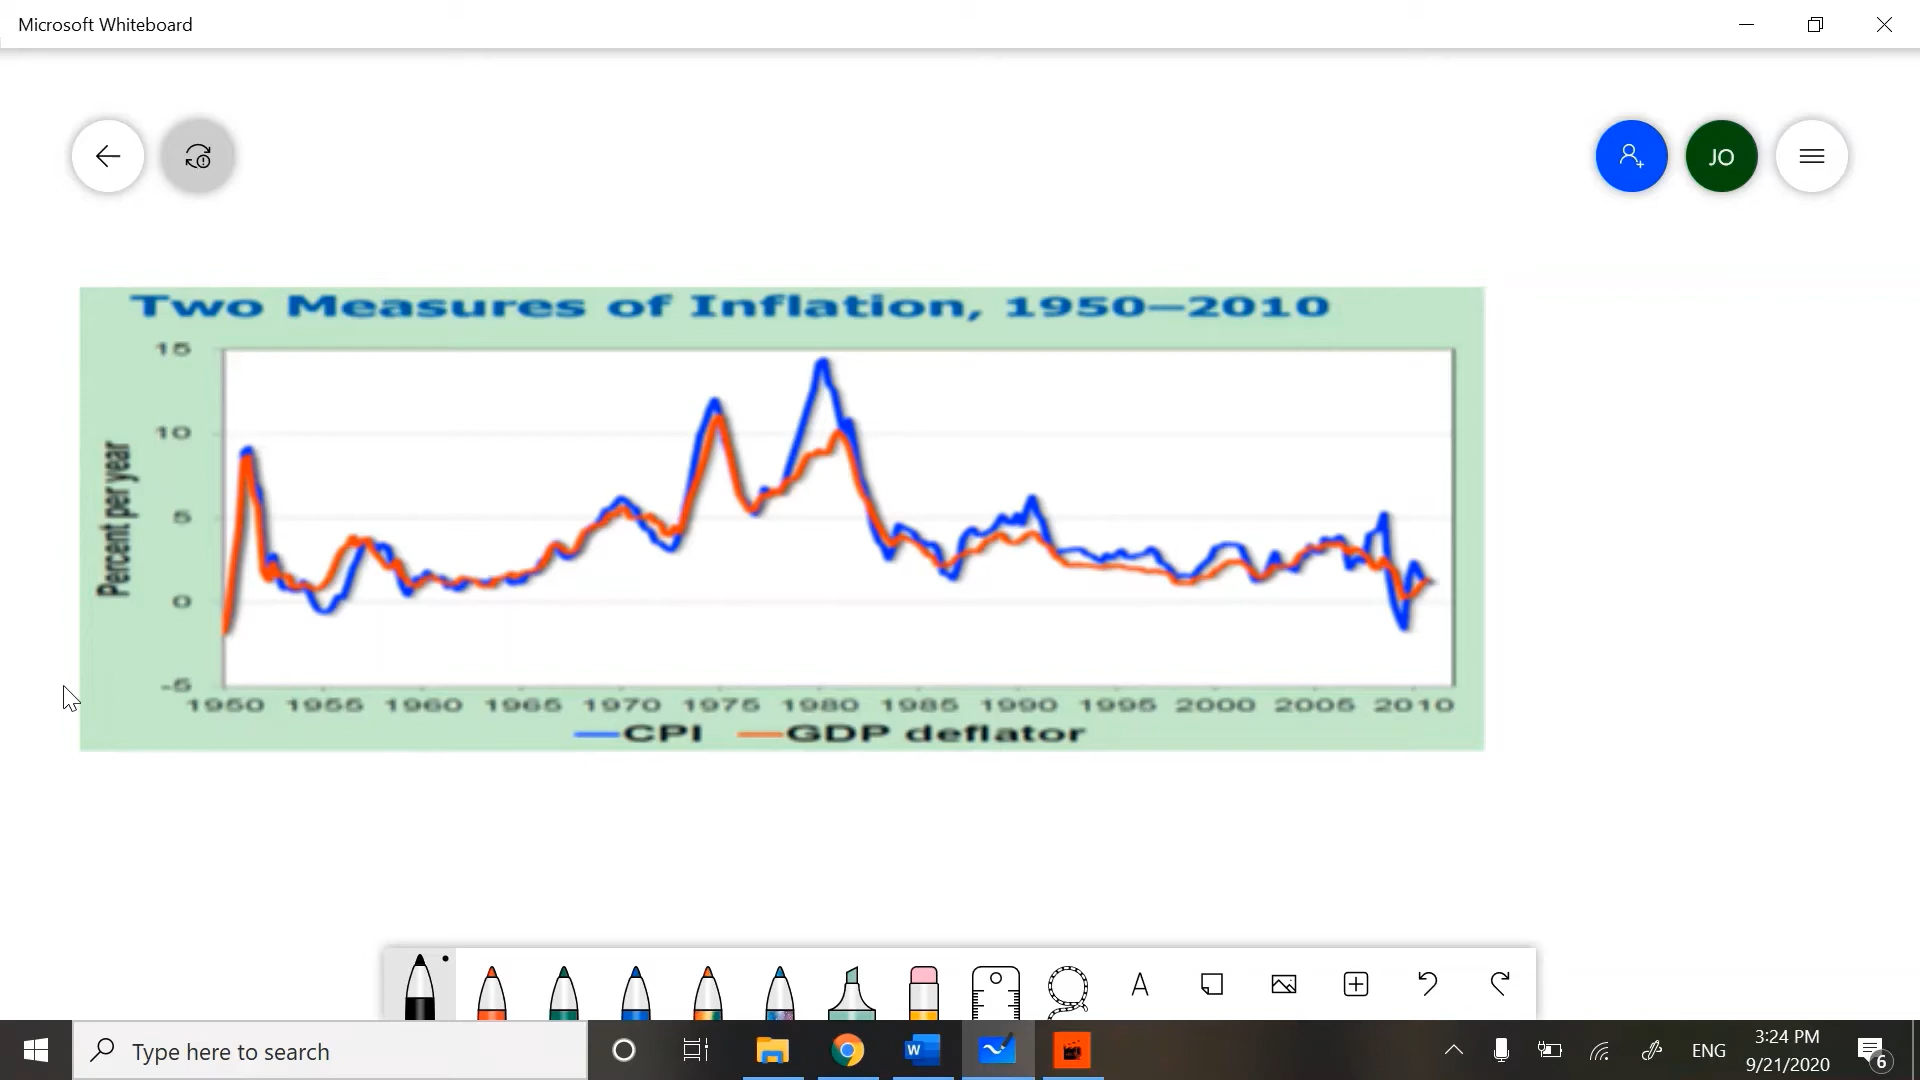 Microsoft Whiteboard
JO
Two Measures of Inflation, 1950–2010
Percent per year
15
10
5
0
-5
1950 1955 1960 1965 1970 1975 1980 1985 1990 1995 2000 2005 2010
CPI GDP deflator
A
Type here to search
W
ENG
3:24 PM
9/21/2020
6